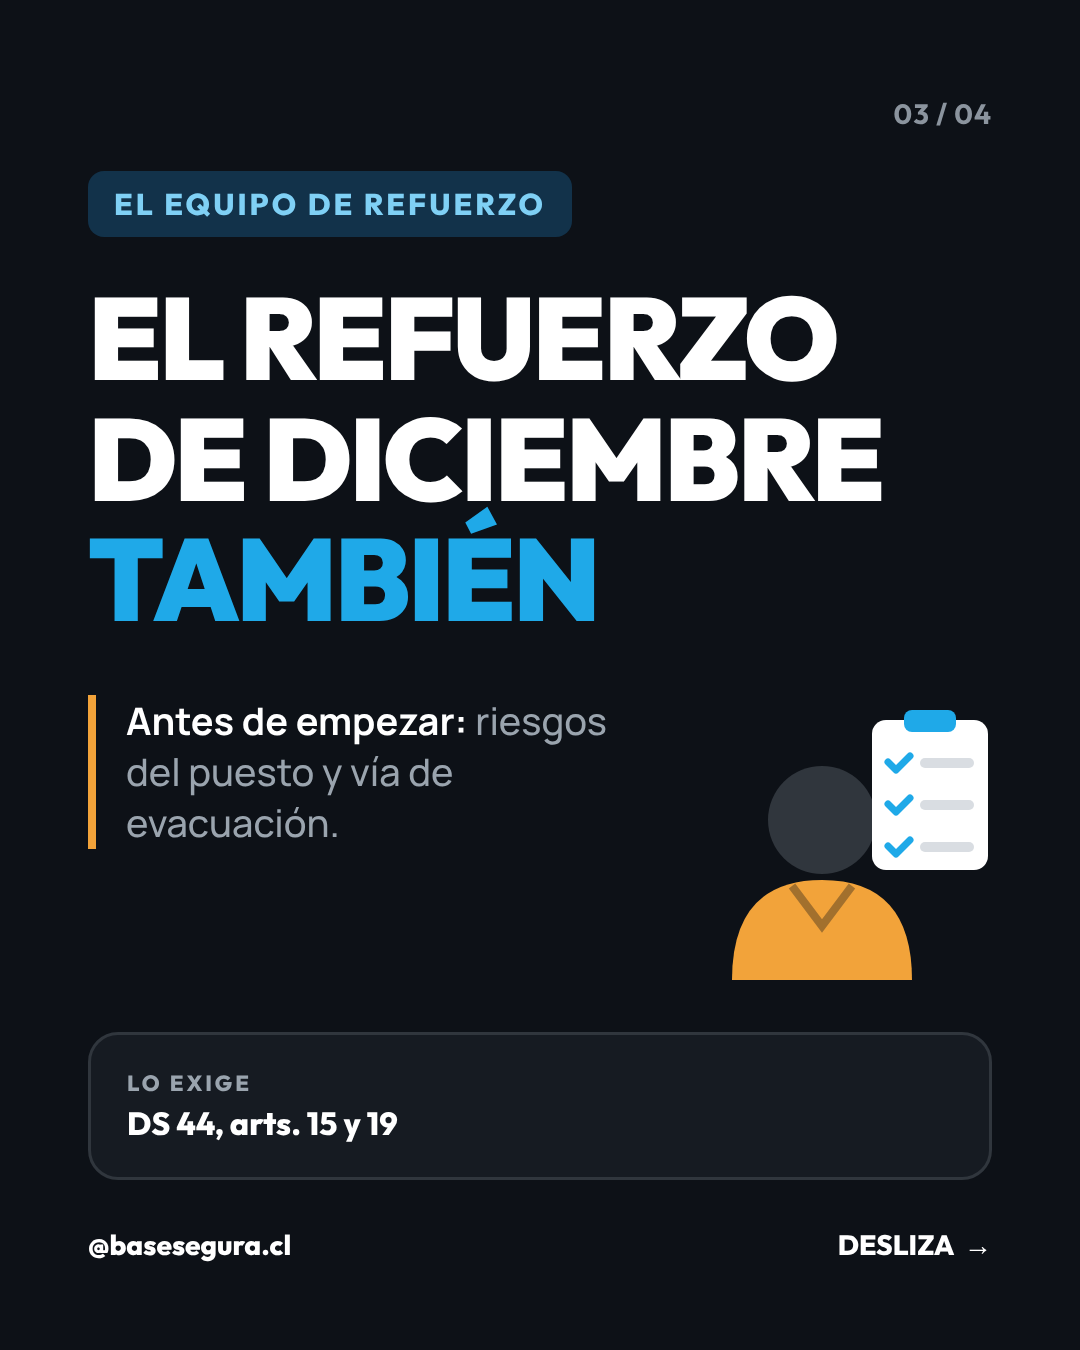 03 / 04
EL EQUIPO DE REFUERZO
EL REFUERZO
DE DICIEMBRE
TAMBIÉN
Antes de empezar: riesgos
del puesto y vía de
evacuación.
LO EXIGE
DS 44, arts. 15 y 19
@basesegura.cl
DESLIZA →